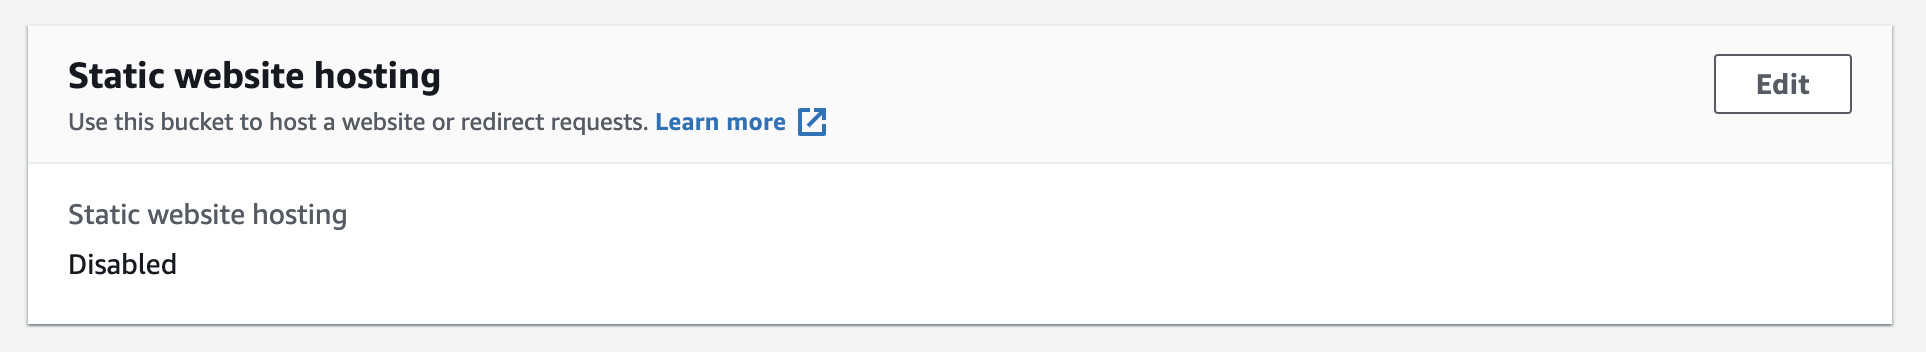 Static website hosting
Edit
Use this bucket to host a website or redirect requests. Learn more
Static website hosting
Disabled